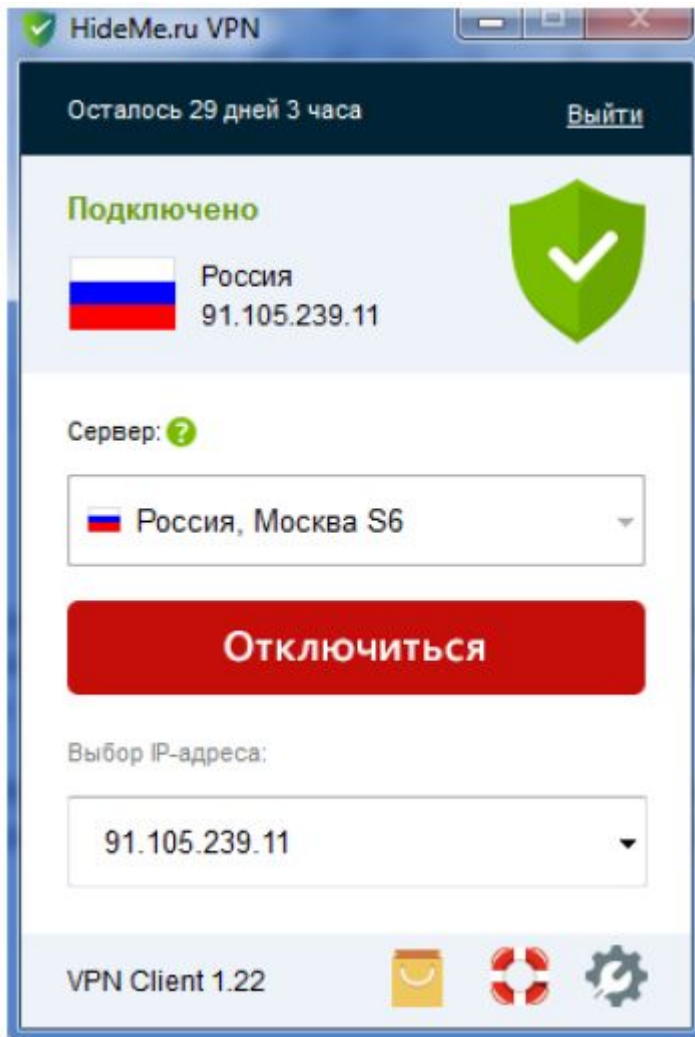 HideMe.ru VPN
Осталось 29 дней 3 часа
Выйти
Подключено
Россия
91.105.239.11
Сервер: ?
Россия, Москва S6
Отключиться
Выбор IP-адреса:
91.105.239.11
VPN Client 1.22